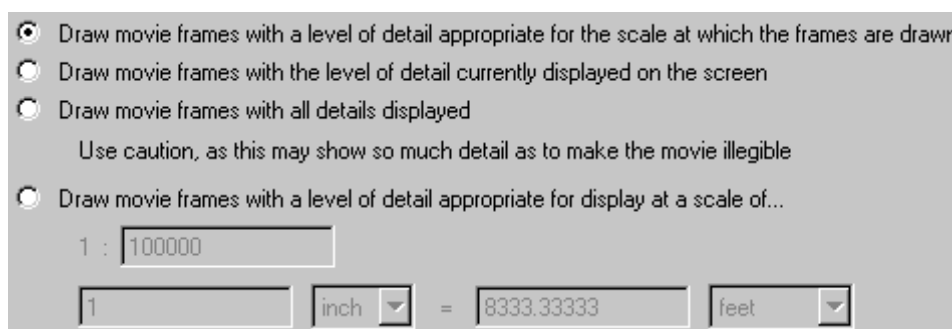 Draw movie frames with a level of detail appropriate for the scale at which the frames are drawn
Draw movie frames with the level of detail currently displayed on the screen
Draw movie frames with all details displayed
Use caution, as this may show so much detail as to make the movie illegible
Draw movie frames with a level of detail appropriate for display at a scale of...
1 : 100000
1 inch = 8333.33333 feet